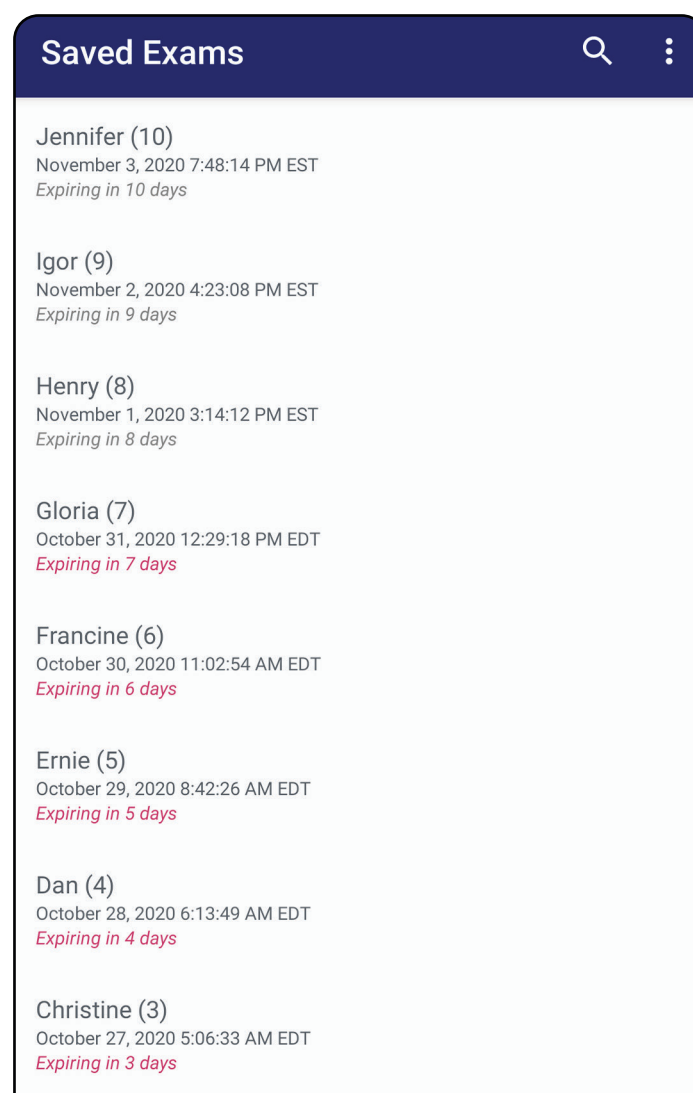 Saved Exams
Jennifer (10)
November 3, 2020 7:48:14 PM EST
Expiring in 10 days
Igor (9)
November 2, 2020 4:23:08 PM EST
Expiring in 9 days
Henry (8)
November 1, 2020 3:14:12 PM EST
Expiring in 8 days
Gloria (7)
October 31, 2020 12:29:18 PM EDT
Expiring in 7 days
Francine (6)
October 30, 2020 11:02:54 AM EDT
Expiring in 6 days
Ernie (5)
October 29, 2020 8:42:26 AM EDT
Expiring in 5 days
Dan (4)
October 28, 2020 6:13:49 AM EDT
Expiring in 4 days
Christine (3)
October 27, 2020 5:06:33 AM EDT
Expiring in 3 days